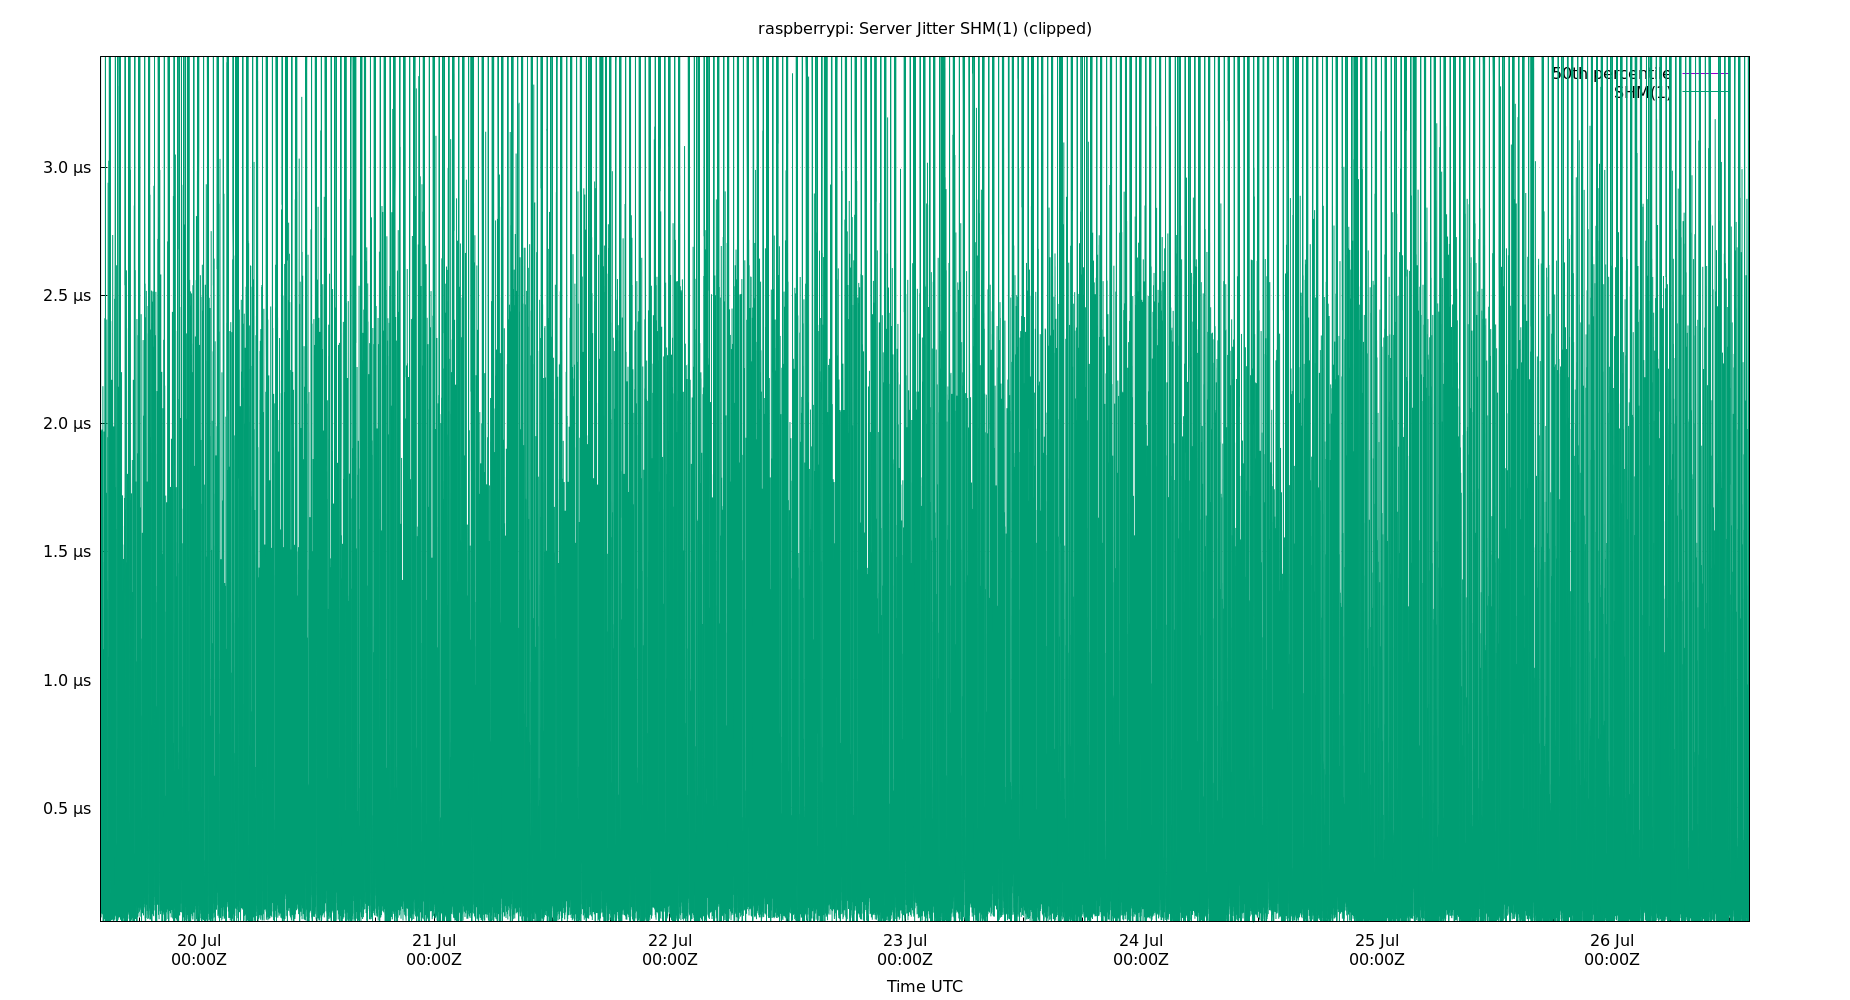 raspberrypi: Server Jitter SHM(1) (clipped)
50th percentile
SHM(1)
3.0 µs
2.5 µs
2.0 µs
1.5 µs
1.0 µs
0.5 µs
20 Jul 21 Jul 22 Jul 23 Jul 24 Jul 25 Jul 26 Jul
00:00Z 00:00Z 00:00Z 00:00Z 00:00Z 00:00Z 00:00Z
Time UTC